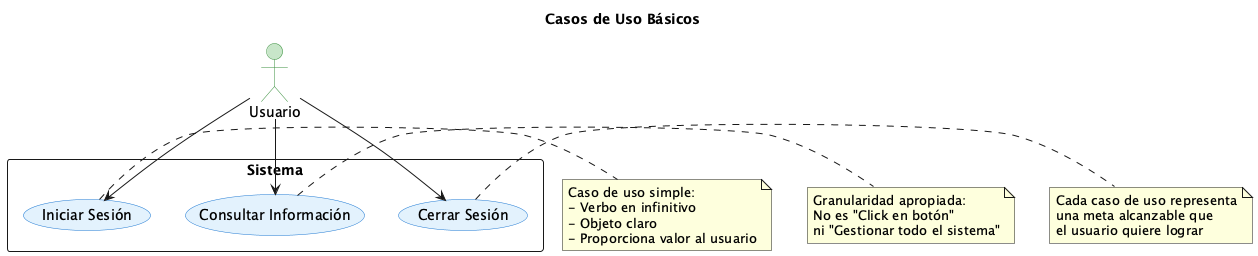 Casos de Uso Básicos
Usuario
Sistema
Iniciar Sesión
Consultar Información
Cerrar Sesión
Caso de uso simple:
- Verbo en infinitivo
- Objeto claro
- Proporciona valor al usuario
Granularidad apropiada:
No es "Click en botón"
ni "Gestionar todo el sistema"
Cada caso de uso representa
una meta alcanzable que
el usuario quiere lograr